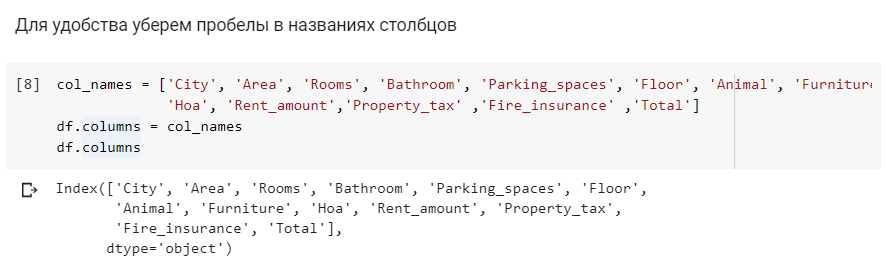 Для удобства уберем пробелы в названиях столбцов
[8] col_names = ['City', 'Area', 'Rooms', 'Bathroom', 'Parking_spaces', 'Floor', 'Animal', 'Furniture
'Hoa', 'Rent_amount','Property_tax' ,'Fire_insurance' ,'Total']
df.columns = col_names
df.columns
Index(['City', 'Area', 'Rooms', 'Bathroom', 'Parking_spaces', 'Floor',
'Animal', 'Furniture', 'Hoa', 'Rent_amount', 'Property_tax',
'Fire_insurance', 'Total'],
dtype='object')